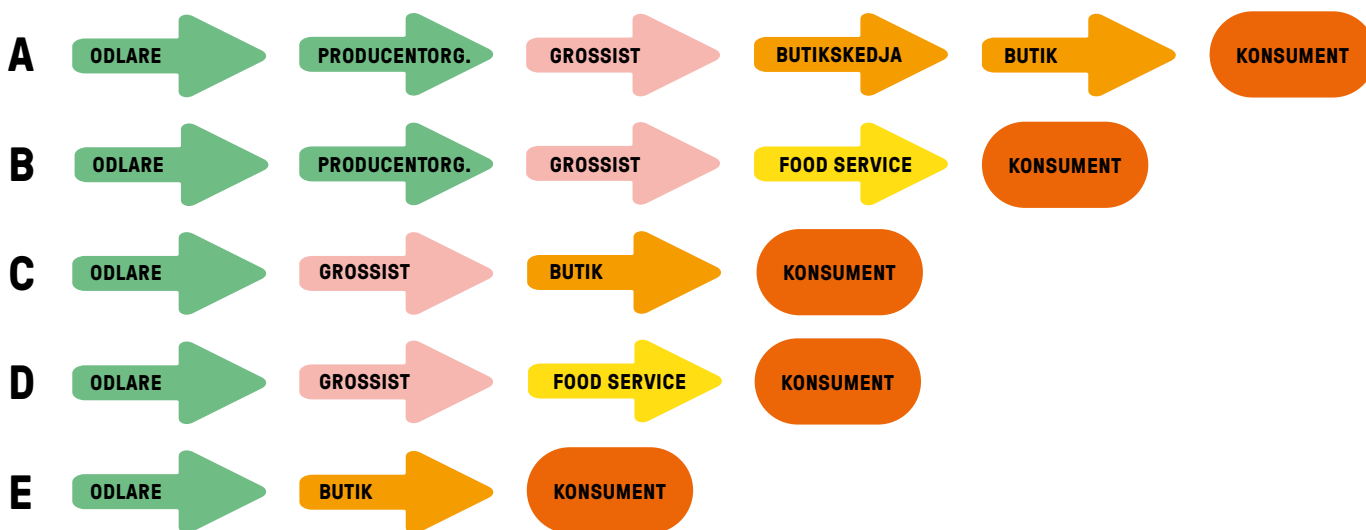 A ODLARE PRODUCENTORG. GROSSIST BUTIKSKEDJA BUTIK KONSUMENT
B ODLARE PRODUCENTORG. GROSSIST FOOD SERVICE KONSUMENT
C ODLARE GROSSIST BUTIK KONSUMENT
D ODLARE GROSSIST FOOD SERVICE KONSUMENT
E ODLARE BUTIK KONSUMENT